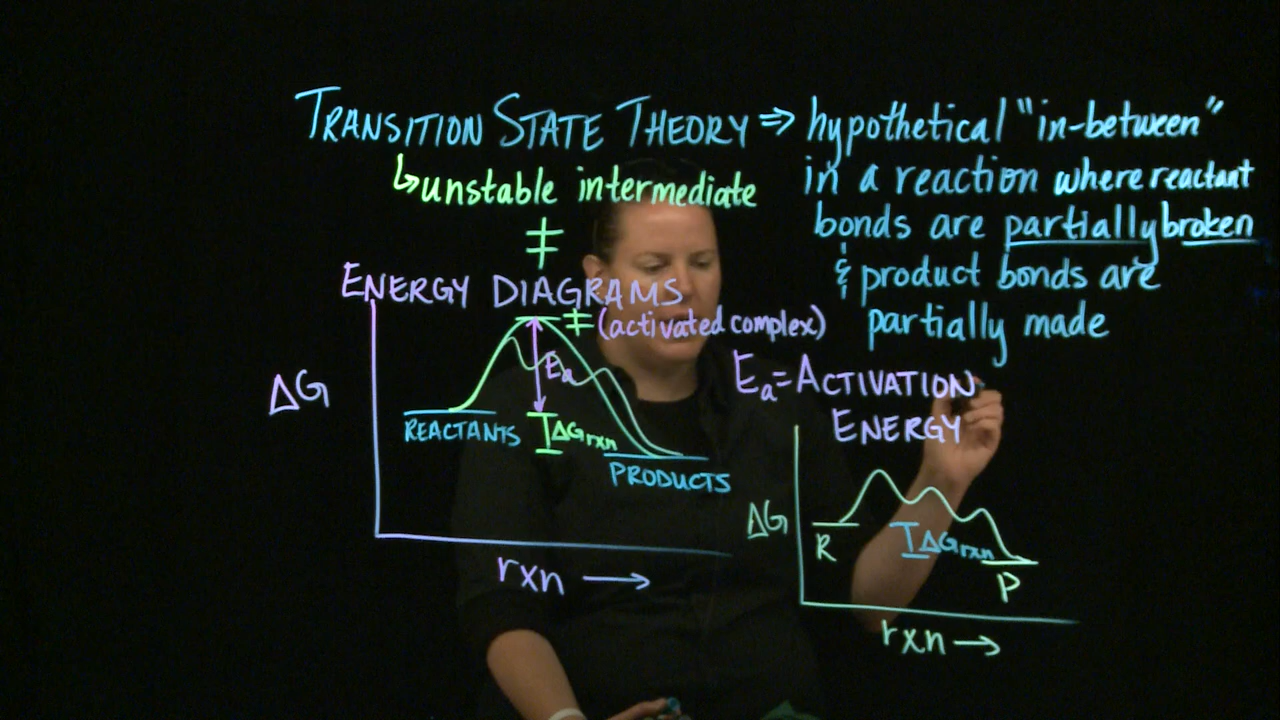 TRANSITION STATE THEORY ⇒ hypothetical "in-between"
in a reaction where reactant
bonds are partially broken
& product bonds are
partially made
↳ unstable intermediate
‡
ENERGY DIAGRAMS
‡ (activated complex)
Ea
ΔG
REACTANTS
ΔGrxn
PRODUCTS
rxn →
Ea = ACTIVATION
ENERGY
ΔG
R
ΔGrxn
P
rxn →